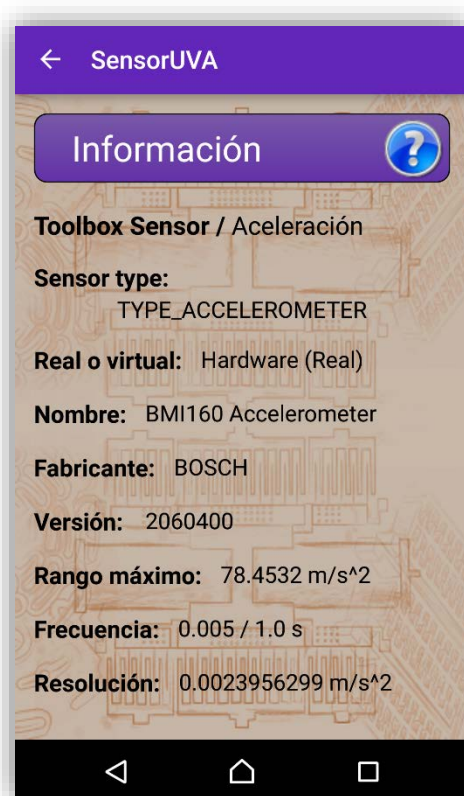 SensorUVA
Información
Toolbox Sensor / Aceleración
Sensor type:
TYPE_ACCELEROMETER
Real o virtual: Hardware (Real)
Nombre: BMI160 Accelerometer
Fabricante: BOSCH
Versión: 2060400
Rango máximo: 78.4532 m/s^2
Frecuencia: 0.005 / 1.0 s
Resolución: 0.0023956299 m/s^2